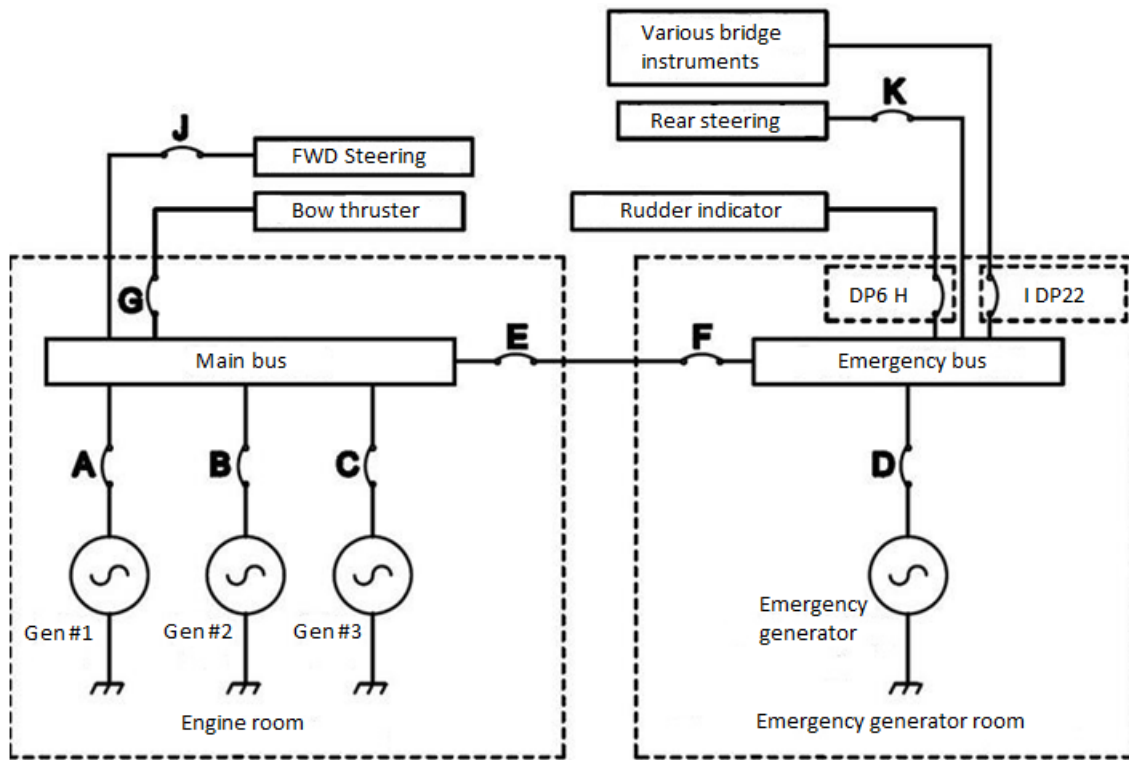 Various bridge
instruments
K
Rear steering
J
FWD Steering
Bow thruster
Rudder indicator
G
DP6 H
I DP22
E
F
Main bus
Emergency bus
A
B
C
D
Gen #1
Gen #2
Gen #3
Emergency
generator
Engine room
Emergency generator room